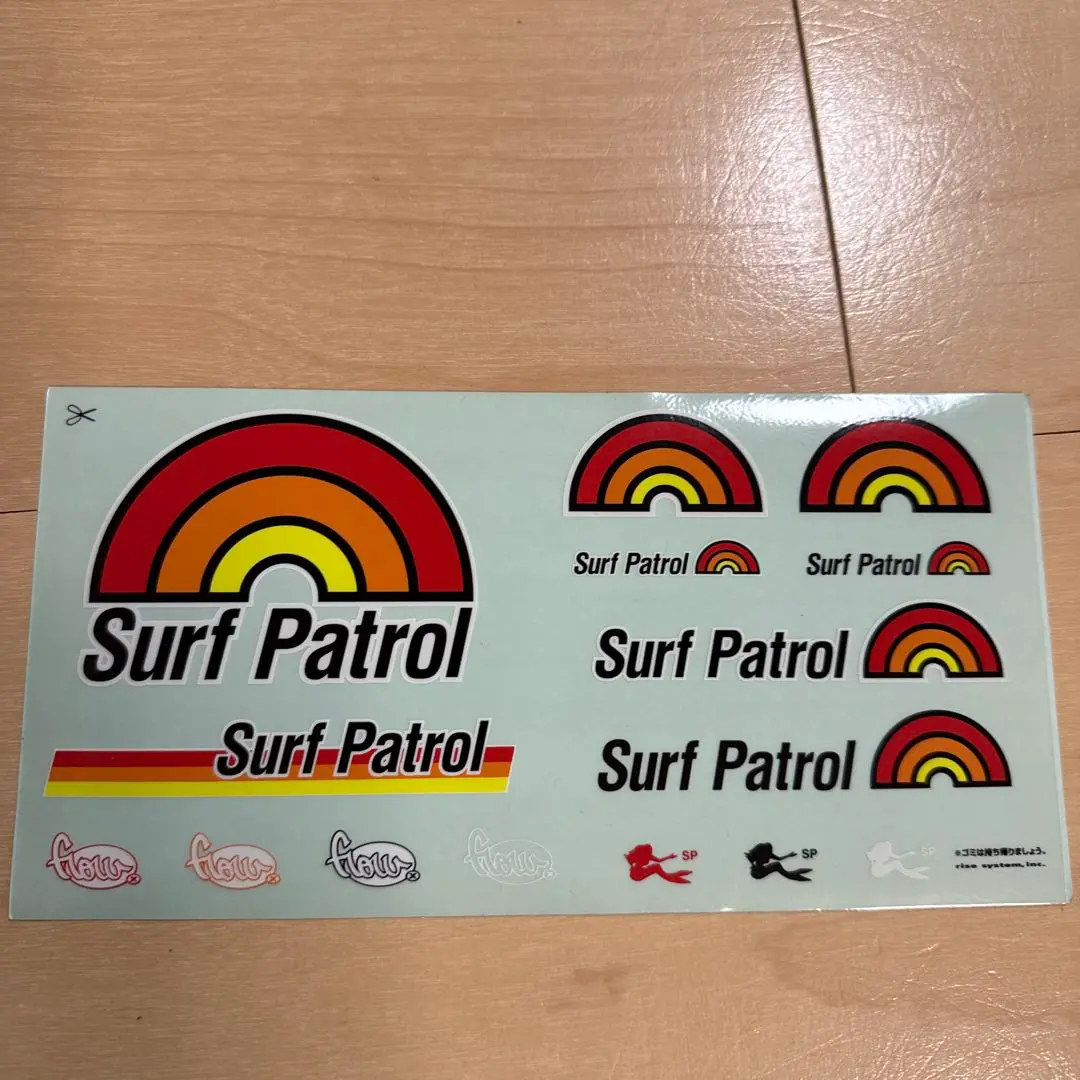 Surf Patrol
Surf Patrol
Surf Patrol
Surf Patrol
Surf Patrol
Surf Patrol
flow
flow
flow
flow
SP
SP
SP
※ゴミは持ち帰りましょう。
rise system, inc.